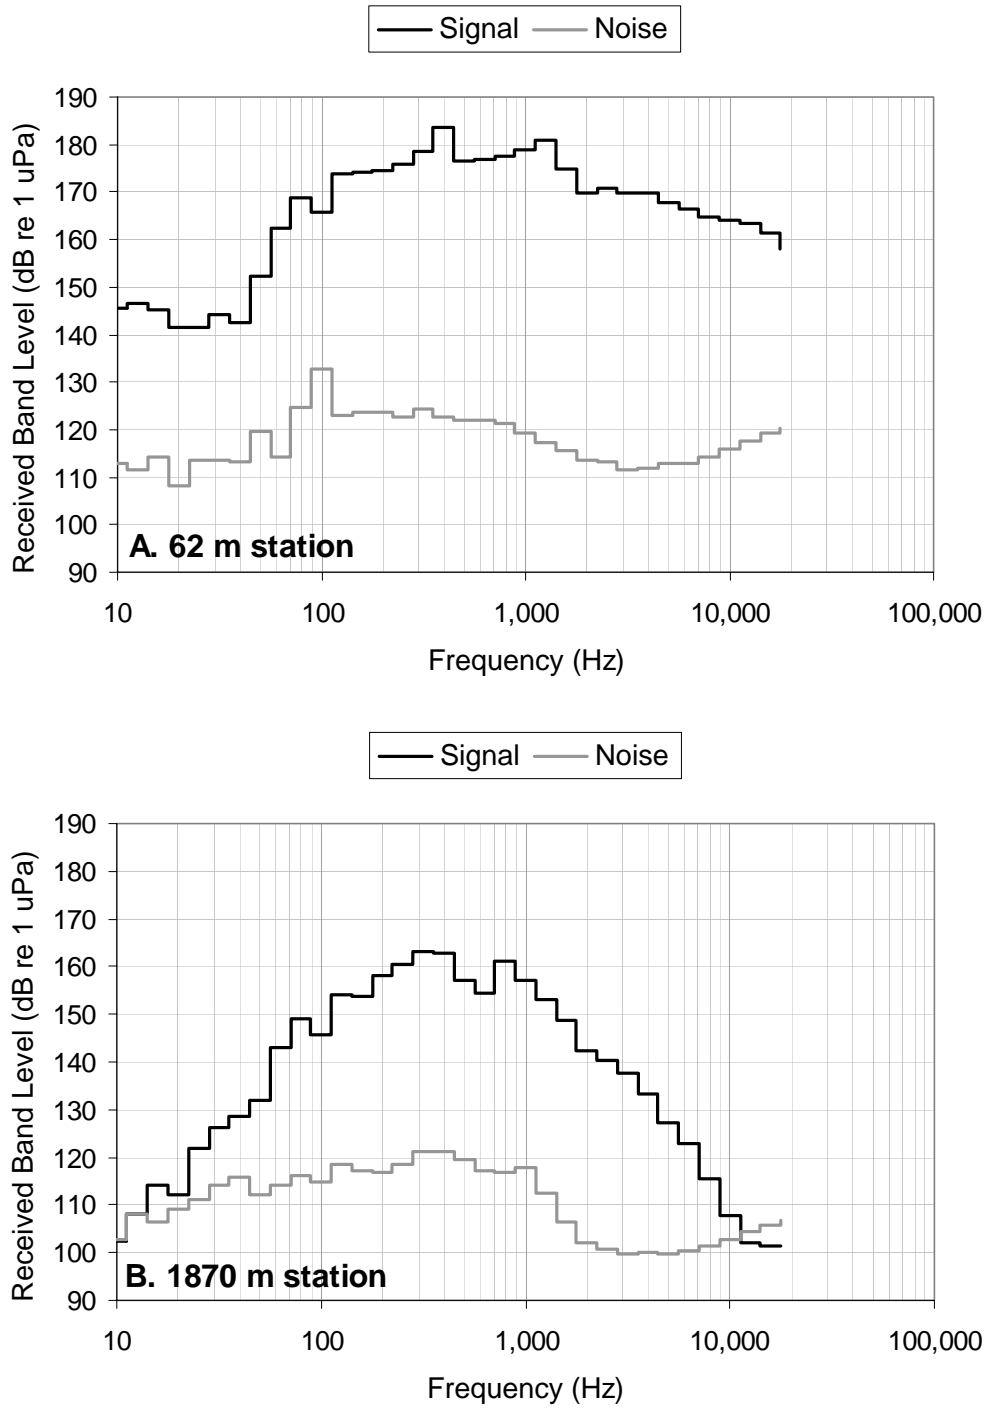 Signal Noise
190
180
170
160
150
140
130
120
110
100
90
Received Band Level (dB re 1 uPa)
A. 62 m station
10 100 1,000 10,000 100,000
Frequency (Hz)
Signal Noise
190
180
170
160
150
140
130
120
110
100
90
Received Band Level (dB re 1 uPa)
B. 1870 m station
10 100 1,000 10,000 100,000
Frequency (Hz)